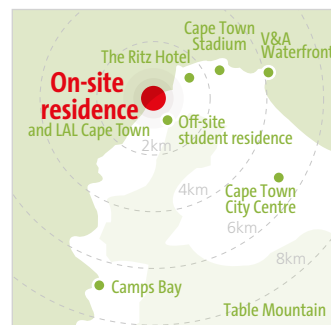 Cape Town
Stadium
V&A
Waterfront
The Ritz Hotel
On-site
residence
and LAL Cape Town
Off-site
student residence
2km
4km
Cape Town
City Centre
6km
8km
Camps Bay
Table Mountain